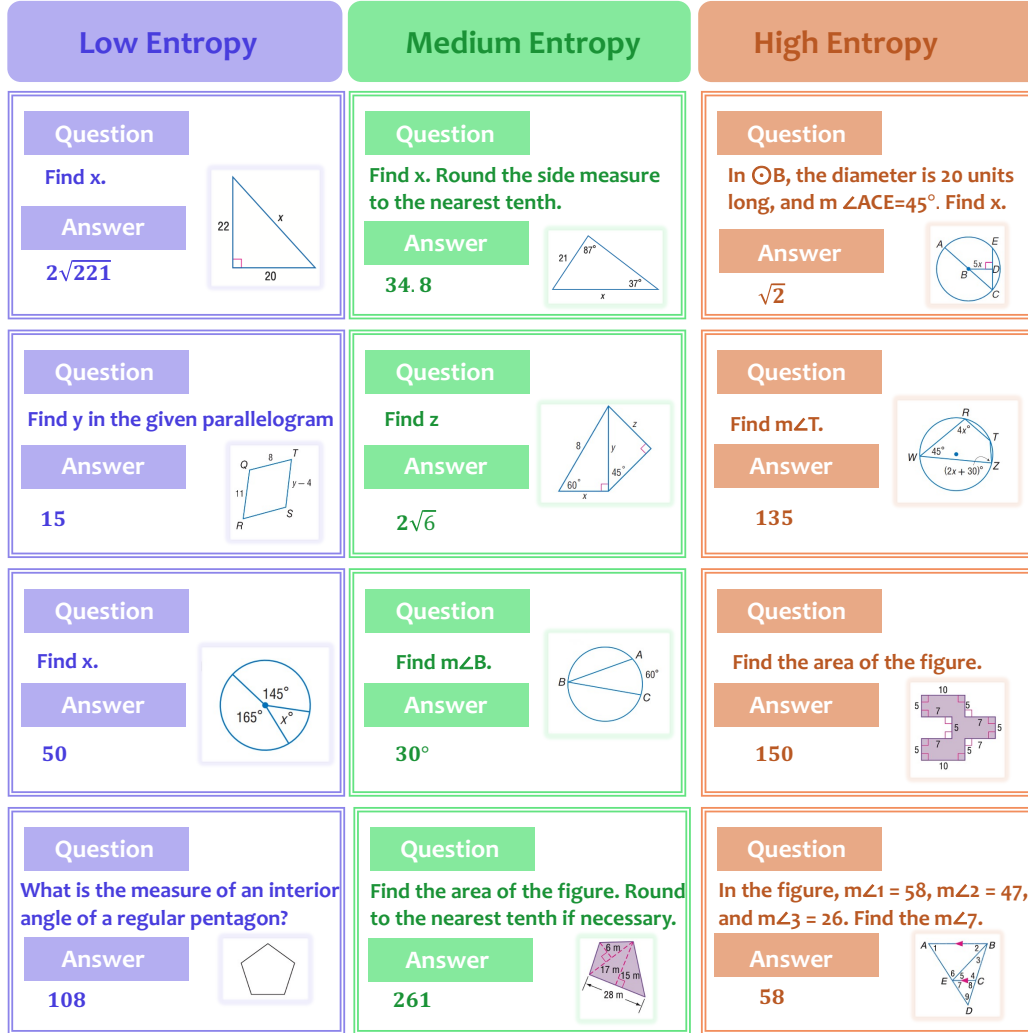 Low Entropy
Medium Entropy
High Entropy
Question
Find x.
Answer
2√221
22
x
20
Question
Find x. Round the side measure
to the nearest tenth.
Answer
34.8
21
87°
37°
x
Question
In ⊙B, the diameter is 20 units
long, and m ∠ACE=45°. Find x.
Answer
√2
A
E
5x
D
B
C
Question
Find y in the given parallelogram
Answer
15
Q
8
T
11
y − 4
R
S
Question
Find z
Answer
2√6
8
z
y
45°
60°
x
Question
Find m∠T.
Answer
135
R
4x°
T
W
45°
Z
(2x + 30)°
Question
Find x.
Answer
50
145°
165°
x°
Question
Find m∠B.
Answer
30°
A
60°
B
C
Question
Find the area of the figure.
Answer
150
10
5
5
7
5
7
5
5
7
5
10
Question
What is the measure of an interior
angle of a regular pentagon?
Answer
108
Question
Find the area of the figure. Round
to the nearest tenth if necessary.
Answer
261
6 m
17 m
15 m
28 m
Question
In the figure, m∠1 = 58, m∠2 = 47,
and m∠3 = 26. Find the m∠7.
Answer
58
A
1
2
B
3
6
5
4
E
7
8
C
9
D